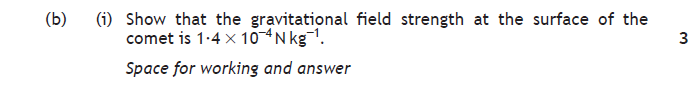 (b) (i) Show that the gravitational field strength at the surface of the
comet is 1·4 × 10⁻⁴ N kg⁻¹. 3
Space for working and answer